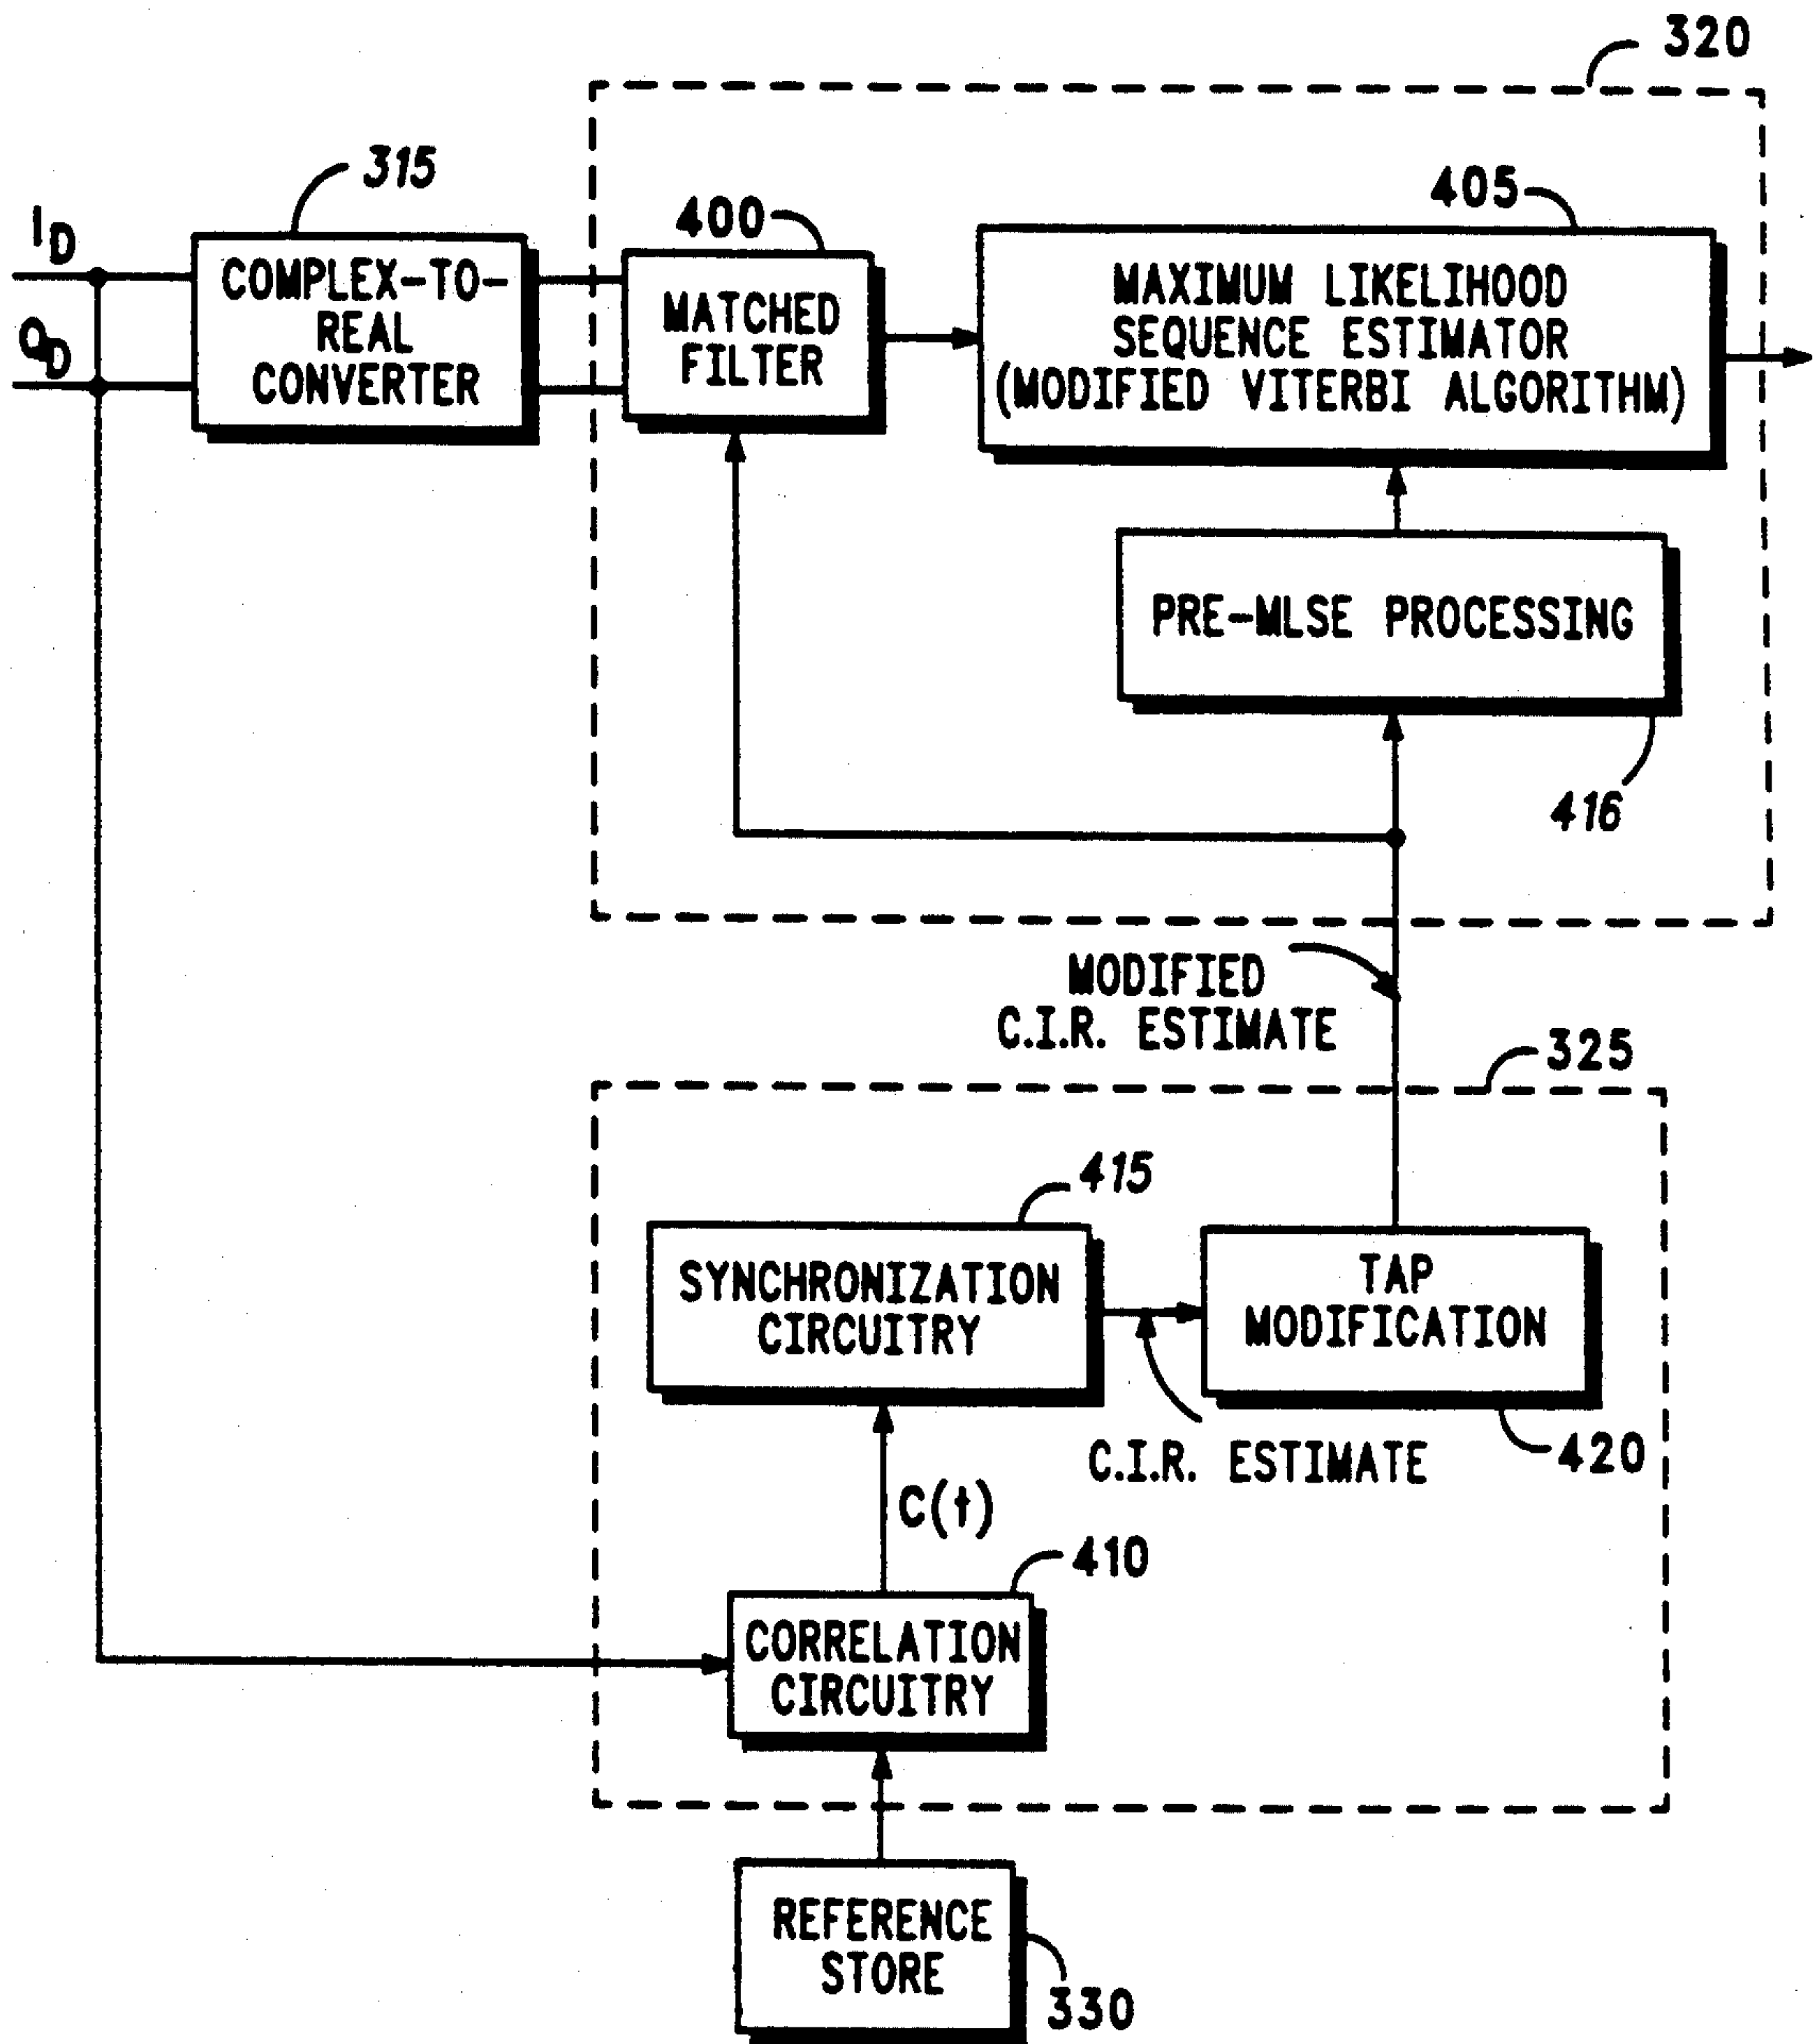 320
315
405
400
I_D
COMPLEX-TO-
REAL
CONVERTER
MATCHED
FILTER
MAXIMUM LIKELIHOOD
SEQUENCE ESTIMATOR
(MODIFIED VITERBI ALGORITHM)
Q_D
PRE-MLSE PROCESSING
416
MODIFIED
C.I.R. ESTIMATE
325
415
SYNCHRONIZATION
CIRCUITRY
TAP
MODIFICATION
C.I.R. ESTIMATE
420
C(t)
410
CORRELATION
CIRCUITRY
REFERENCE
STORE
330